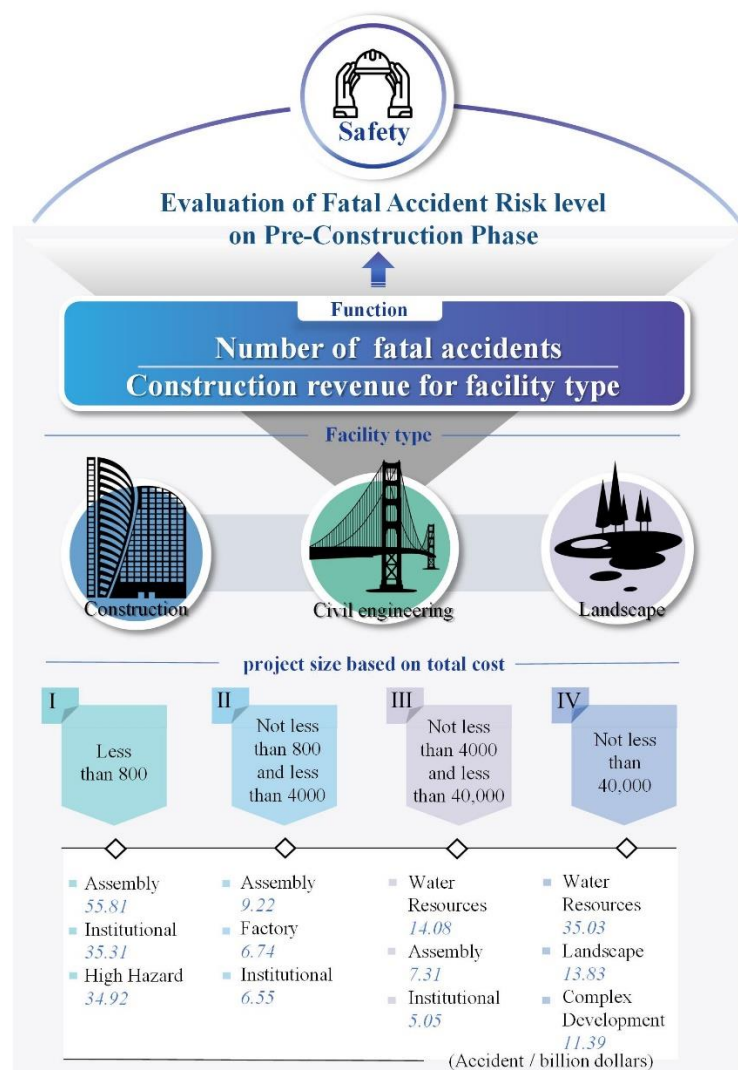 Safety
Evaluation of Fatal Accident Risk level
on Pre-Construction Phase
Function
Number of fatal accidents
Construction revenue for facility type
Facility type
Construction
Civil engineering
Landscape
project size based on total cost
I
Less
than 800
II
Not less
than 800
and less
than 4000
III
Not less
than 4000
and less
than 40,000
IV
Not less
than
40,000
Assembly
55.81
Institutional
35.31
High Hazard
34.92
Assembly
9.22
Factory
6.74
Institutional
6.55
Water
Resources
14.08
Assembly
7.31
Institutional
5.05
Water
Resources
35.03
Landscape
13.83
Complex
Development
11.39
(Accident / billion dollars)